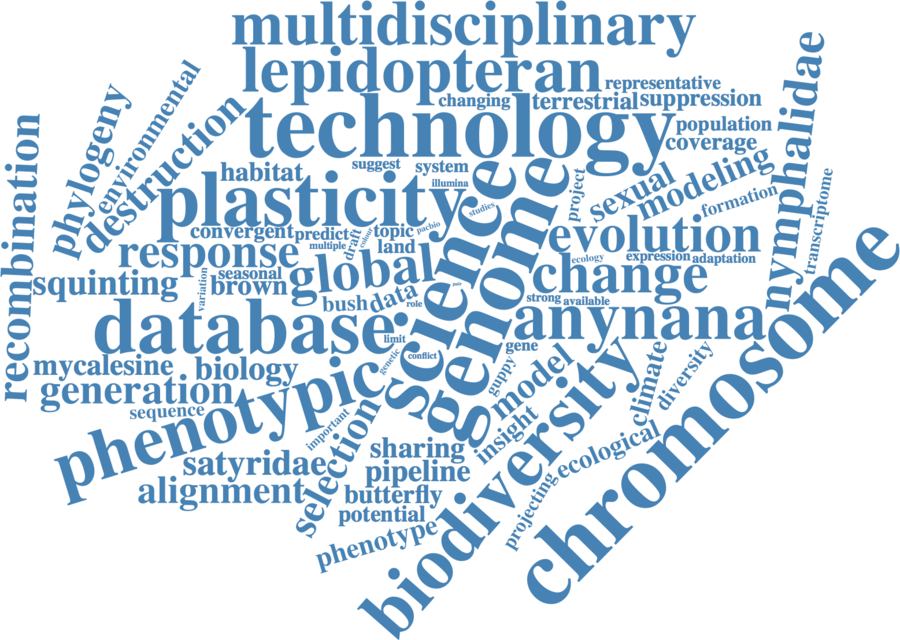 multidisciplinary
lepidopteran
representative
changing
terrestrial
suppression
technology
population
coverage
environmental
phylogeny
destruction
recombination
nymphalidae
habitat
suggest
system
illumina
plasticity
studies
project
sexual
modeling
formation
transcriptome
convergent
predict
topic
pacbio
multiple
draft
colour
land
response
evolution
ecology
expression
adaptation
squinting
variation
seasonal
brown
global
science
genome
change
bush
data
role
pair
strong
available
database
limit
anynana
chromosome
mycalesine
biology
genetic
conflict
gene
guppy
model
climate
diversity
generation
sequence
phenotypic
important
selection
insight
biodiversity
ecological
satyridae
sharing
pipeline
alignment
butterfly
potential
phenotype
projecting